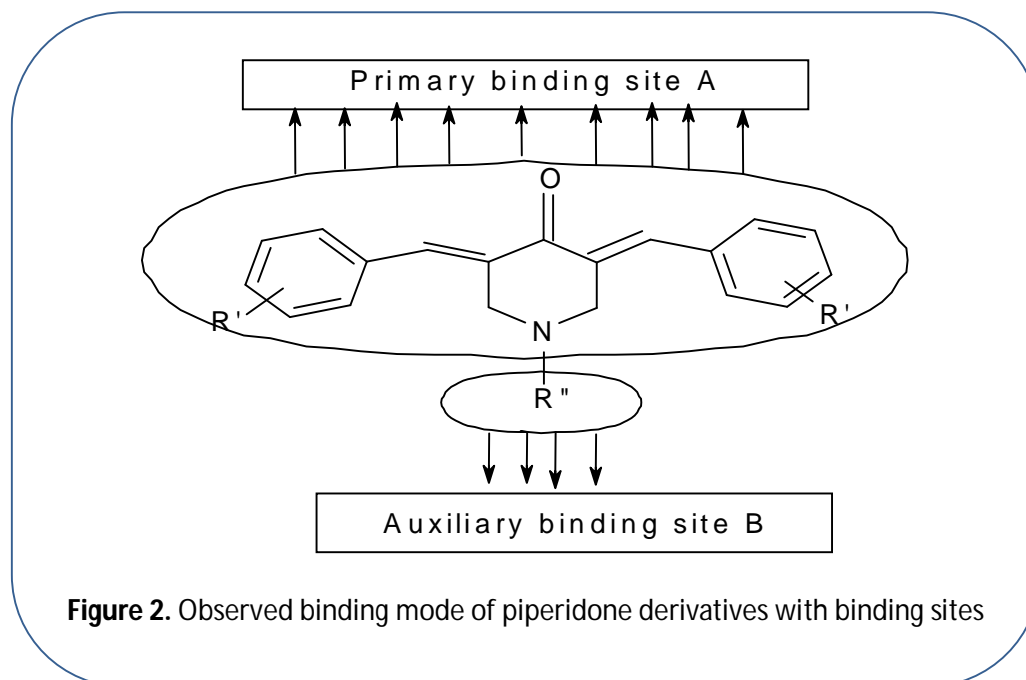 Primary binding site A
O
R'
R'
N
R"
Auxiliary binding site B
Figure 2. Observed binding mode of piperidone derivatives with binding sites